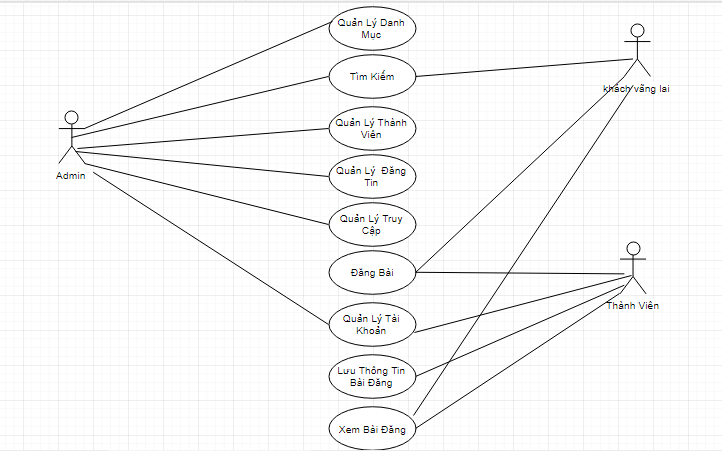 Quản Lý Danh
Mục
Tìm Kiếm
khách vãng lai
Quản Lý Thành
Viên
Admin
Quản Lý Đăng
Tin
Quản Lý Truy
Cập
Đăng Bài
Thành Viên
Quản Lý Tài
Khoản
Lưu Thông Tin
Bài Đăng
Xem Bài Đăng